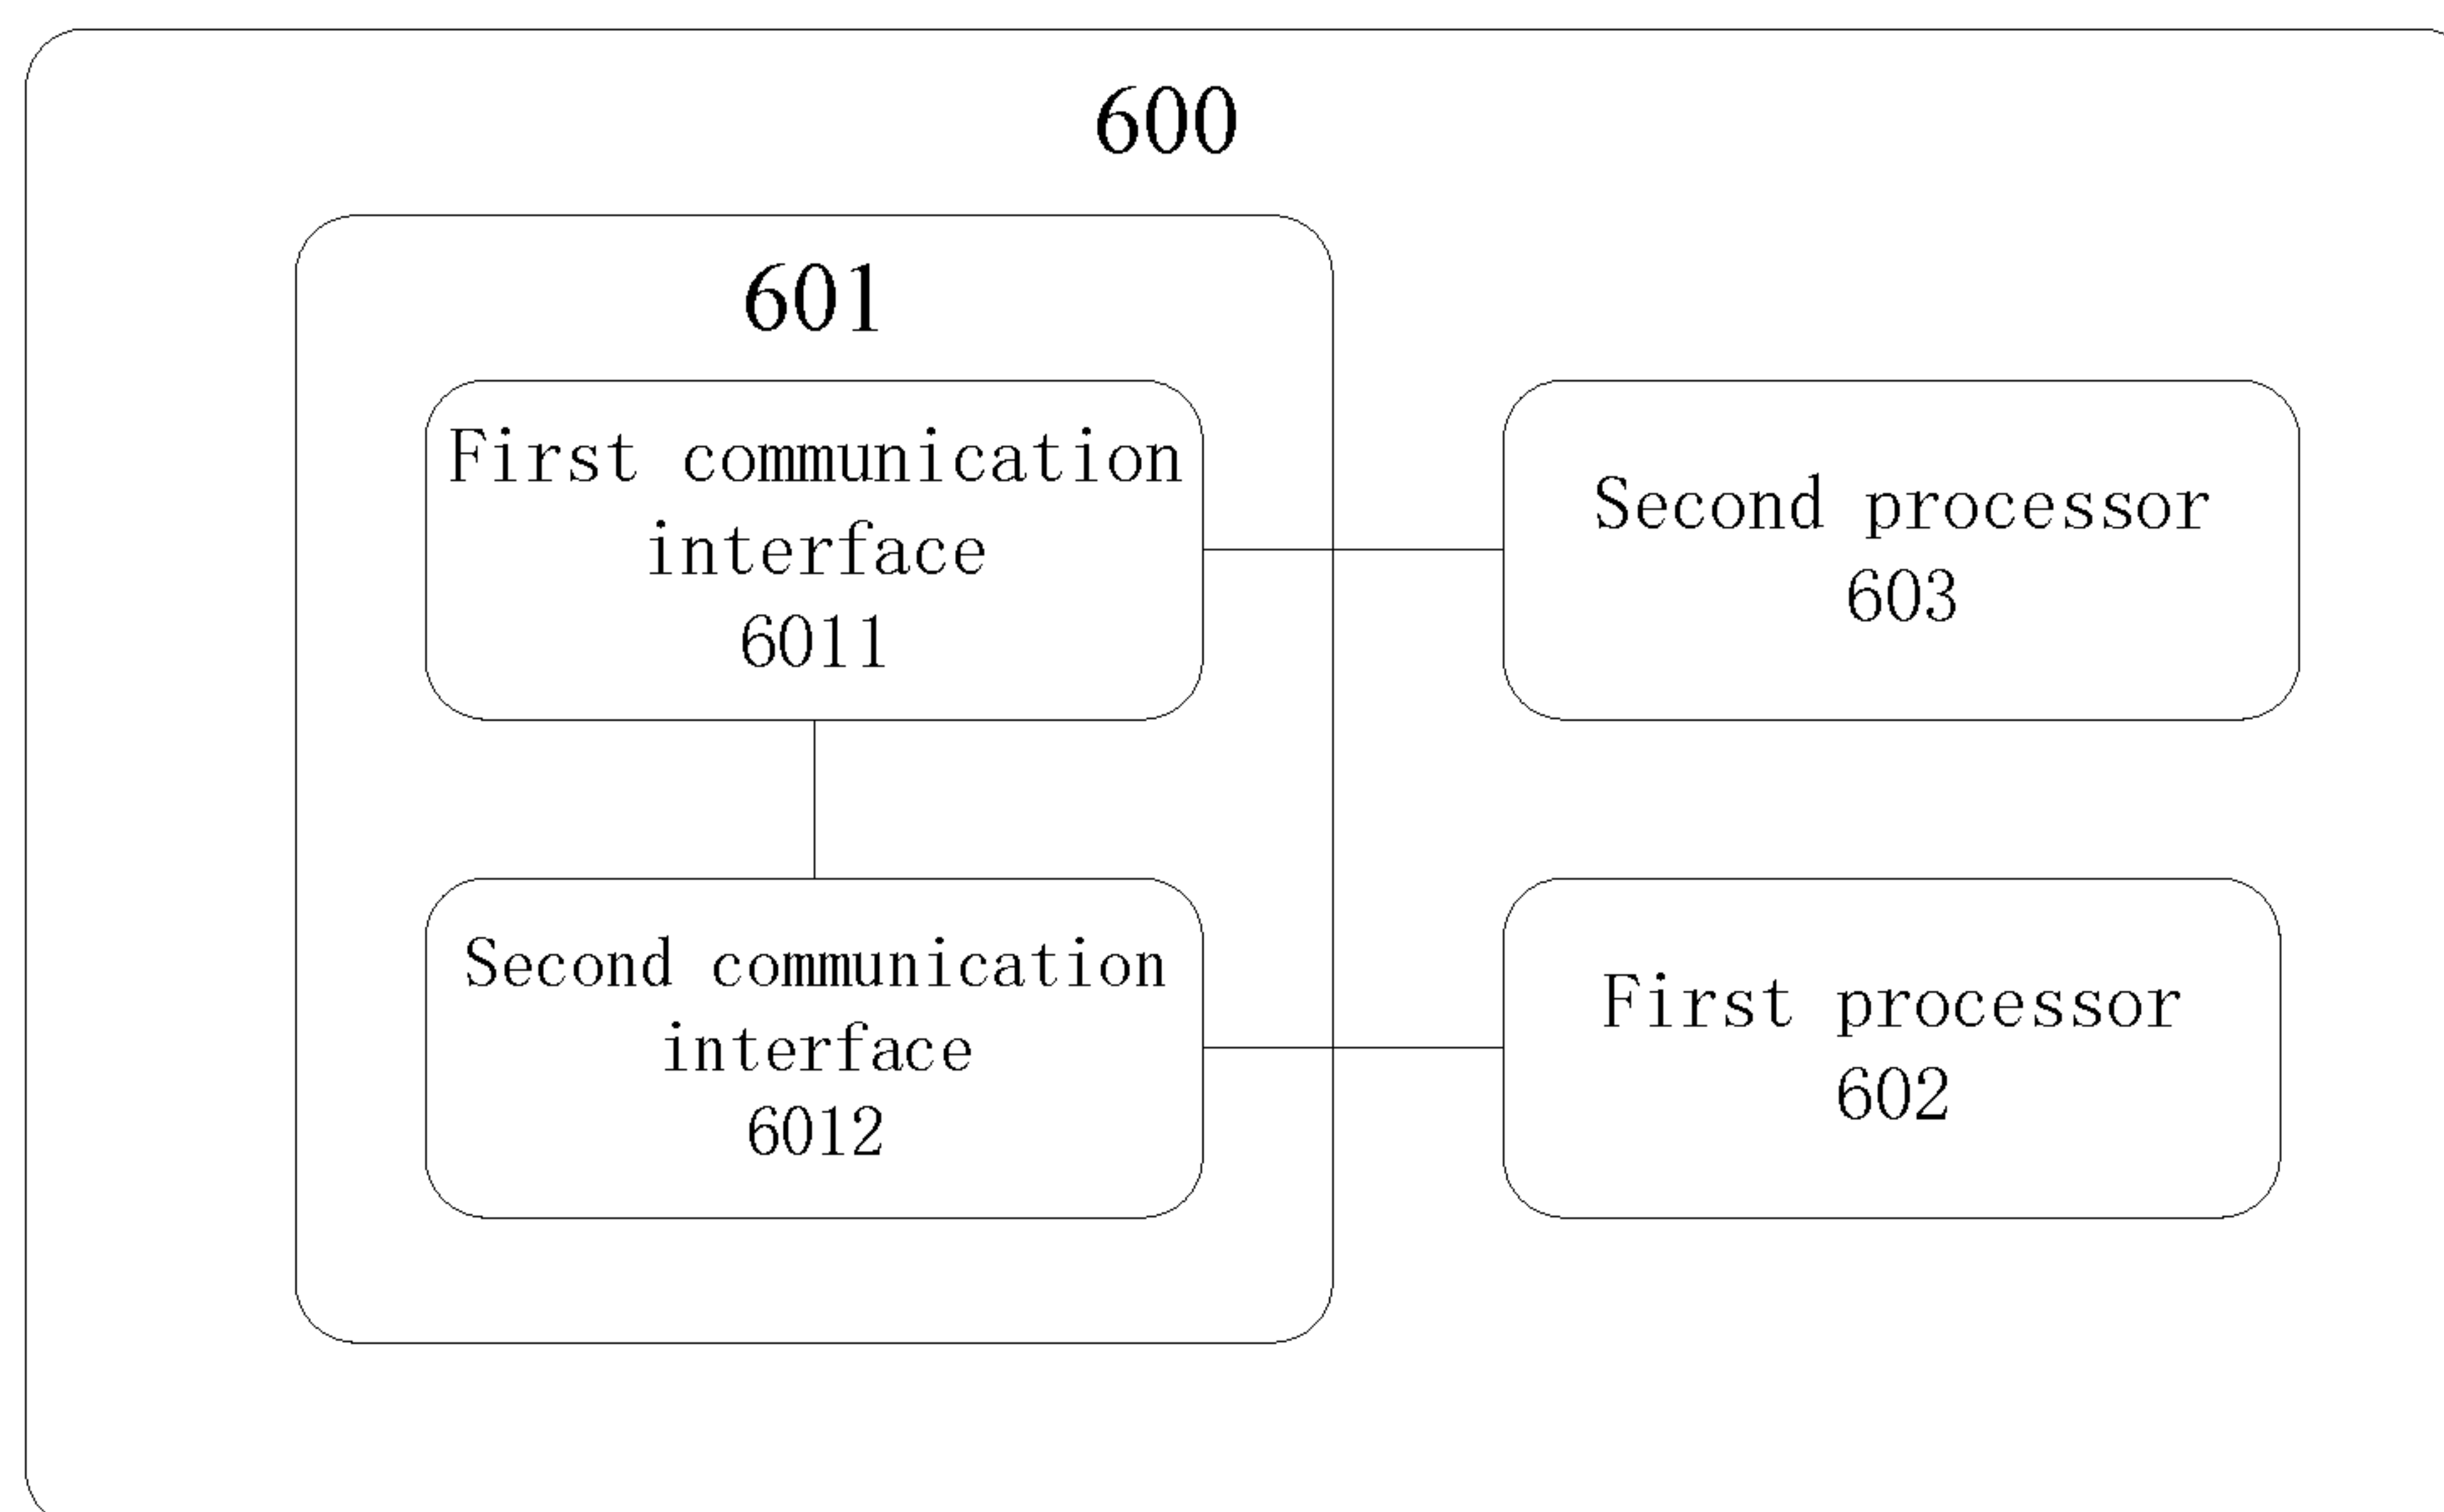 600
601
First communication
interface
6011
Second processor
603
Second communication
interface
6012
First processor
602